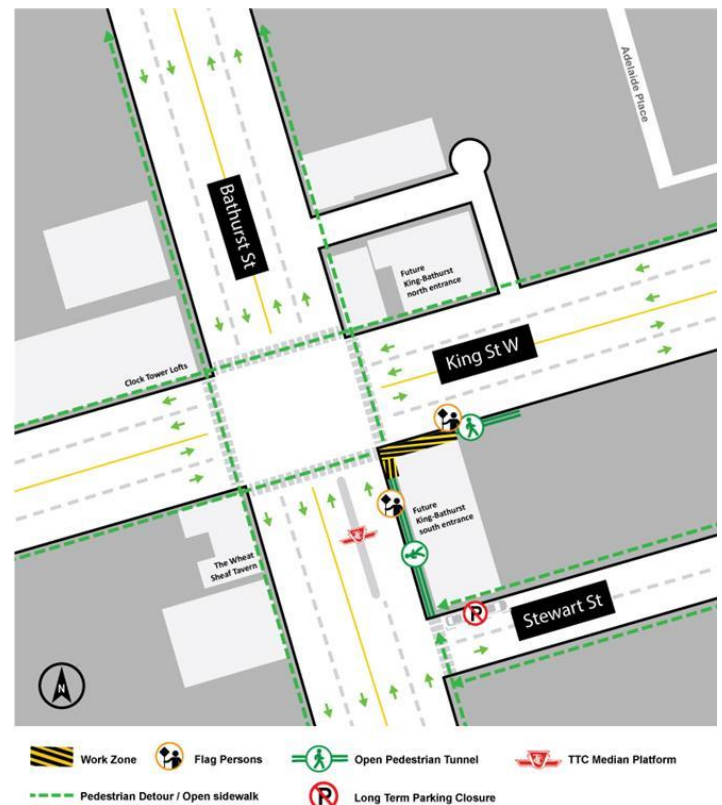 Adelaide Place
Bathurst St
Future
King-Bathurst
north entrance
King St W
Clock Tower Lofts
Future
King-Bathurst
south entrance
The Wheat
Sheaf Tavern
Stewart St
P
N
Work Zone
Flag Persons
Open Pedestrian Tunnel
TTC Median Platform
Pedestrian Detour / Open sidewalk
P
Long Term Parking Closure